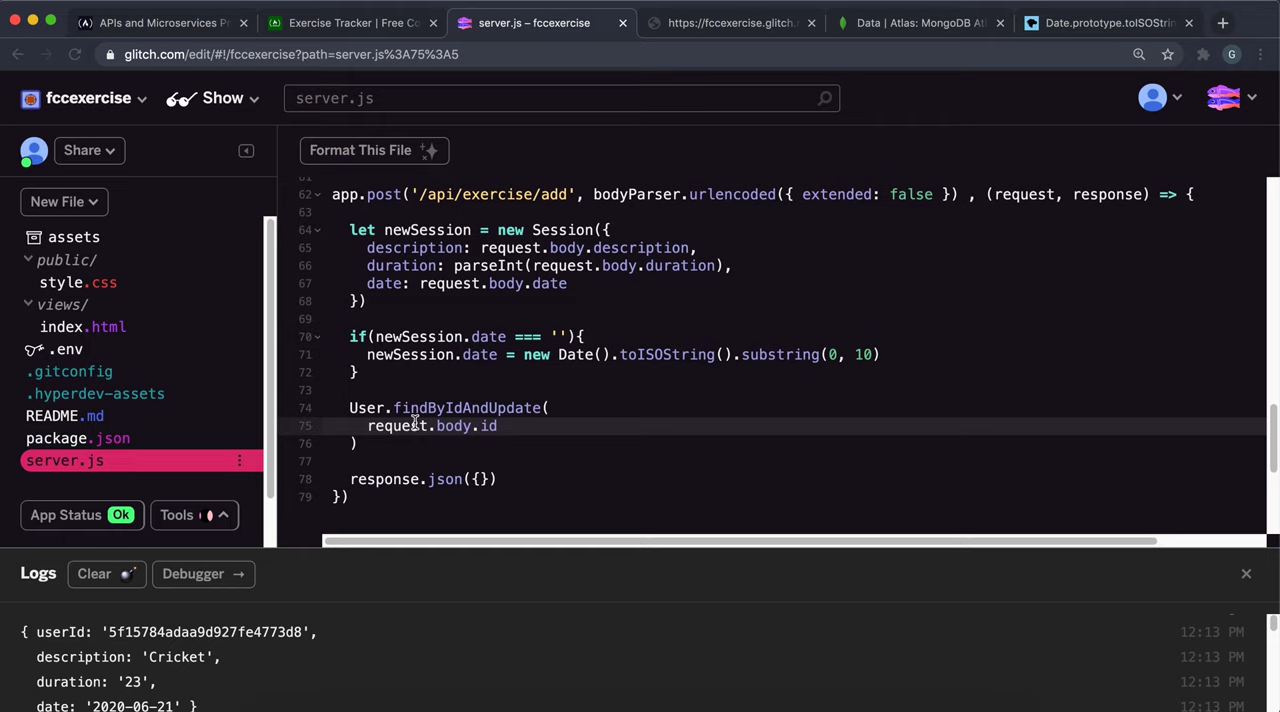 APIs and Microservices P
Exercise Tracker | Free C
server.js – fccexercise
https://fccexercise.glitch.m
Data | Atlas: MongoDB At
Date.prototype.toISOStrin
glitch.com/edit/#!/fccexercise?path=server.js%3A75%3A5
G
fccexercise
Show
server.js
Share
Format This File
New File
assets
public/
style.css
views/
index.html
.env
.gitconfig
.hyperdev-assets
README.md
package.json
server.js
App Status Ok
Tools
61
62 app.post('/api/exercise/add', bodyParser.urlencoded({ extended: false }) , (request, response) => {
63
64 let newSession = new Session({
65 description: request.body.description,
66 duration: parseInt(request.body.duration),
67 date: request.body.date
68 })
69
70 if(newSession.date === ''){
71 newSession.date = new Date().toISOString().substring(0, 10)
72 }
73
74 User.findByIdAndUpdate(
75 request.body.id
76 )
77
78 response.json({})
79 })
Logs
Clear
Debugger →
{ userId: '5f15784adaa9d927fe4773d8', 12:13 PM
description: 'Cricket', 12:13 PM
duration: '23', 12:13 PM
date: '2020-06-21' } 12:13 PM